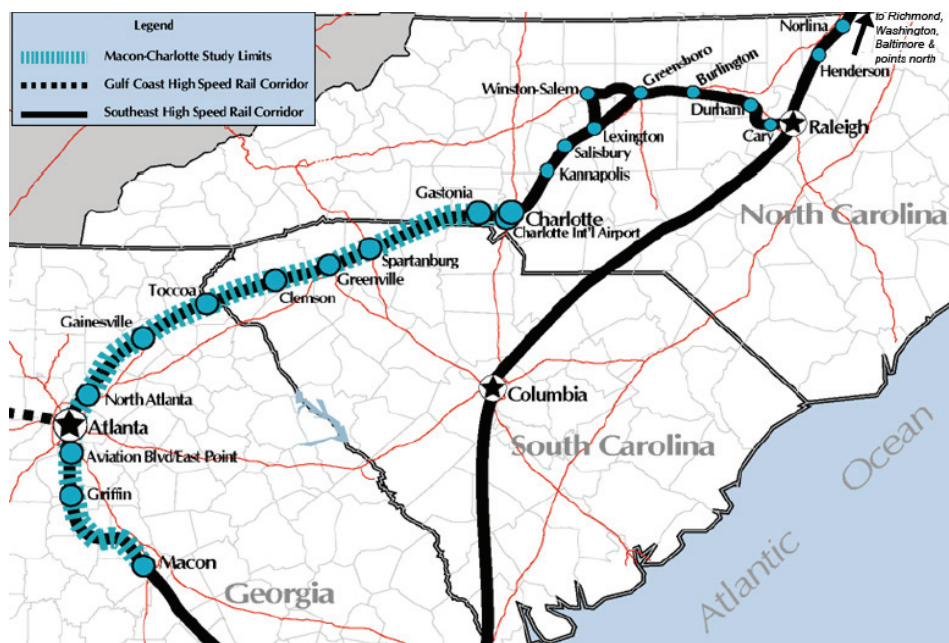 Legend
Macon-Charlotte Study Limits
Gulf Coast High Speed Rail Corridor
Southeast High Speed Rail Corridor
to Richmond,
Washington,
Baltimore &
points north
Norlina
Henderson
Greensboro
Burlington
Winston-Salem
Durham
Cary
Raleigh
Lexington
Salisbury
Kannapolis
Gastonia
Charlotte
Charlotte Int'l Airport
North Carolina
Spartanburg
Greenville
Clemson
Toccoa
Gainesville
North Atlanta
Atlanta
Columbia
Aviation Blvd/East Point
South Carolina
Griffin
Macon
Georgia
Atlantic Ocean